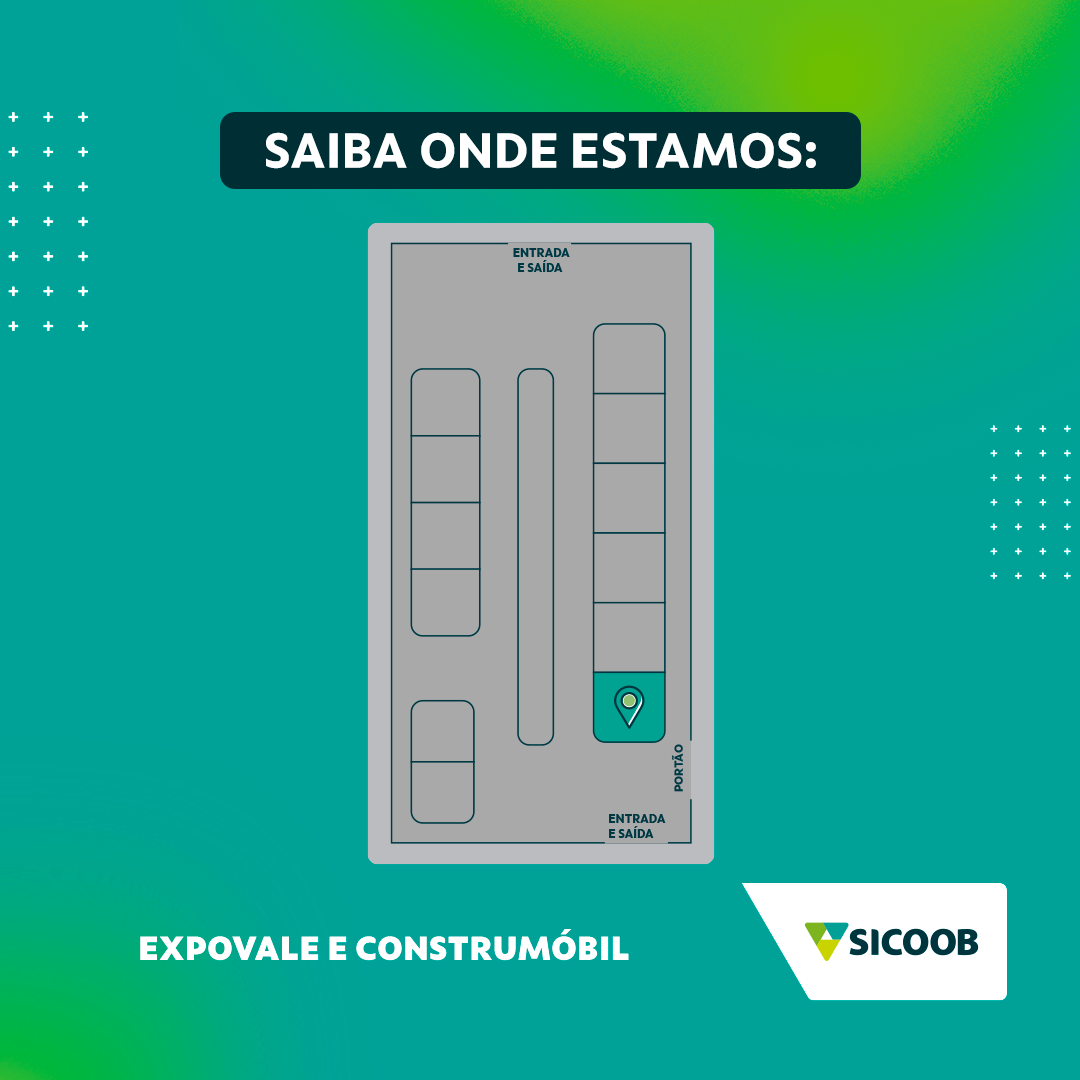 SAIBA ONDE ESTAMOS:
ENTRADA
E SAÍDA
PORTÃO
ENTRADA
E SAÍDA
EXPOVALE E CONSTRUMÓBIL
SICOOB